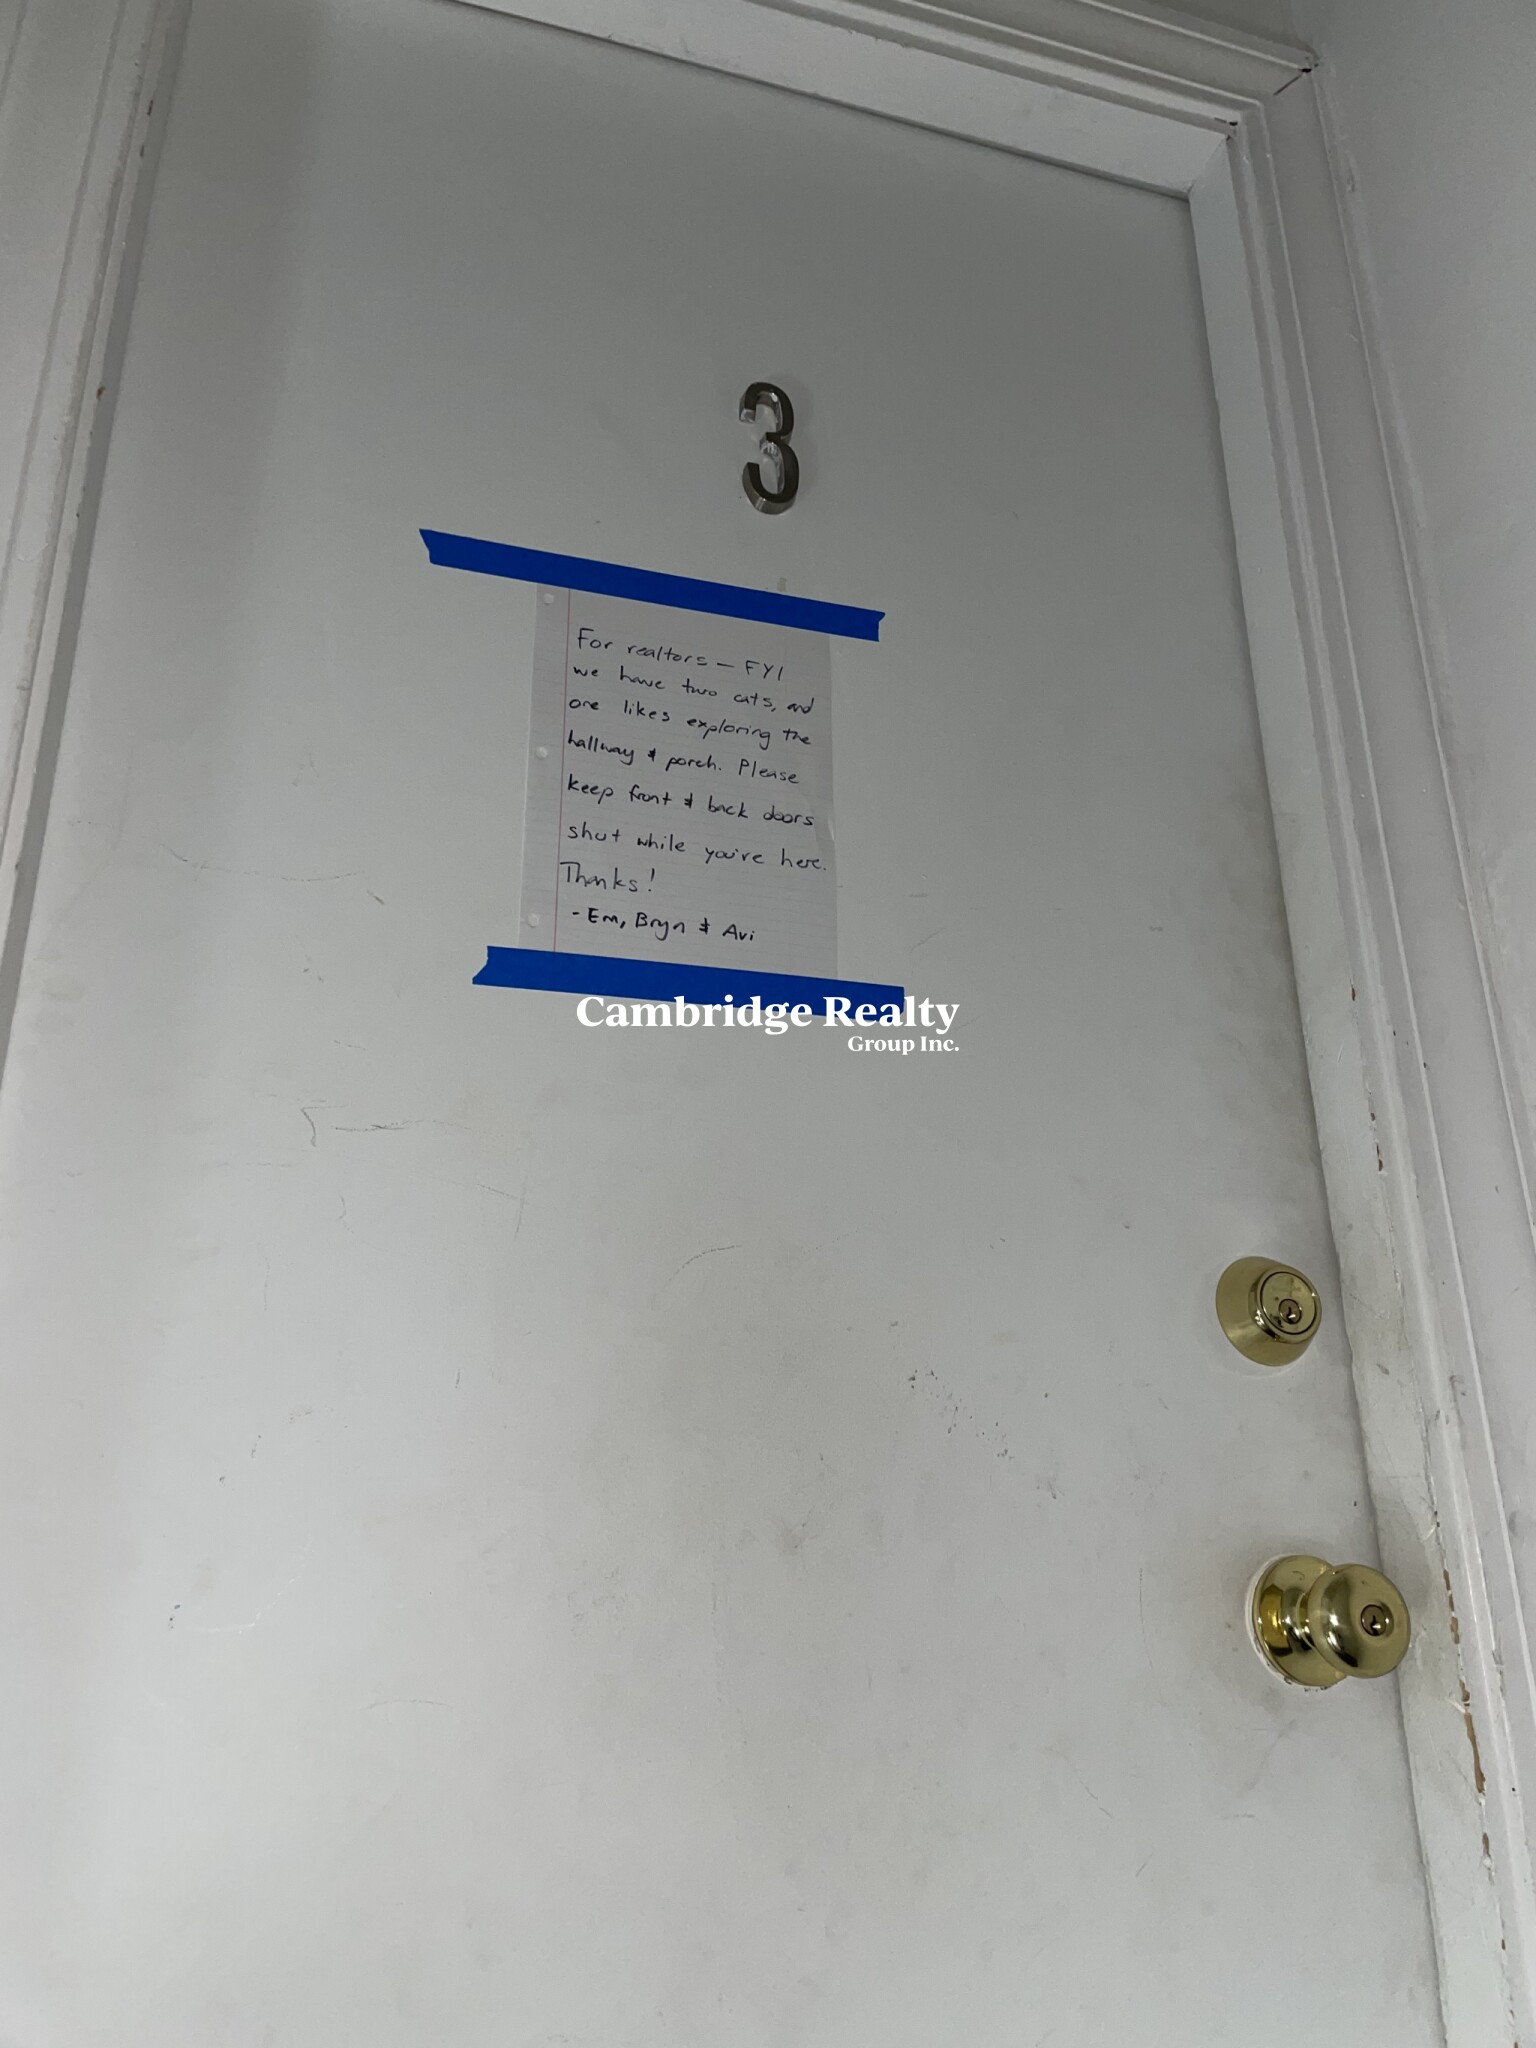 3
For realtors — FYI
we have two cats, and
one likes exploring the
hallway & porch. Please
keep front & back doors
shut while you're here.
Thanks!
- Em, Bryn & Avi
Cambridge Realty
Group Inc.